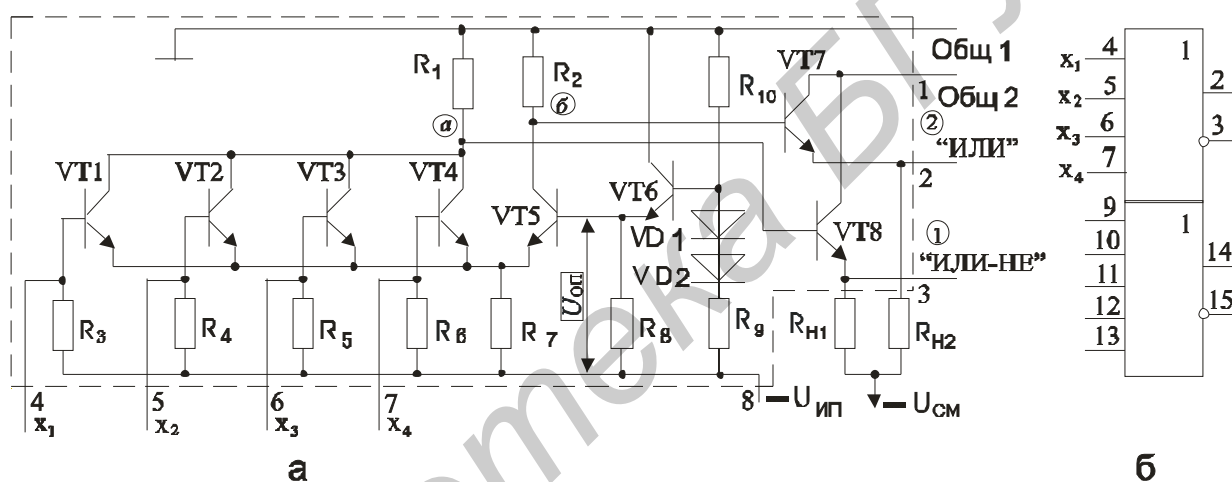 Общ 1
VT7
R1
R2
R10
1
Общ 2
а
б
2
"ИЛИ"
2
VT1
VT2
VT3
VT4
VT5
VT6
VD1
VD2
VT8
1
"ИЛИ-НЕ"
3
R3
R4
R5
R6
R7
Uоп
R8
R9
RН1
RН2
4
x1
5
x2
6
x3
7
x4
8
– UИП
– UСМ
а
x1 4
x2 5
x3 6
x4 7
1
2
3
9
10
11
12
13
1
14
15
б
отека БГУ